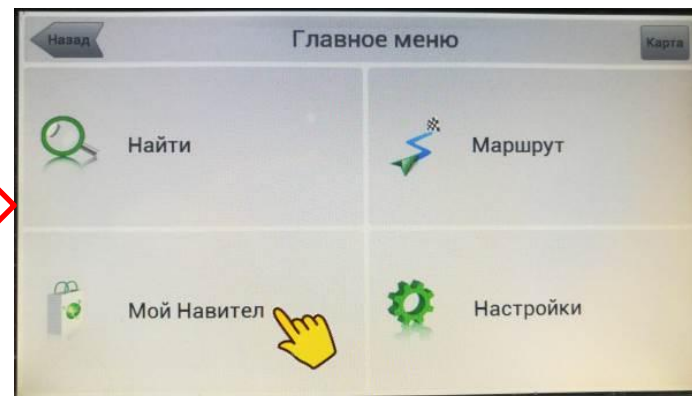 Назад
Главное меню
Карта
Найти
Маршрут
Мой Навител
Настройки